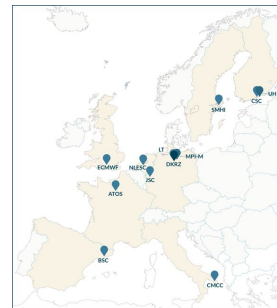 UH
CSC
SMHI
LT
MPI-M
ECMWF
NLESC
DKRZ
JSC
ATOS
BSC
CMCC